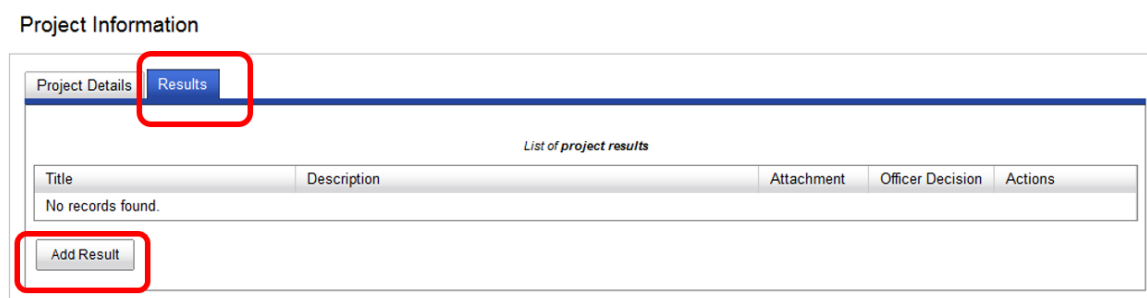 Project Information
Project Details Results
List of project results
Title Description Attachment Officer Decision Actions
No records found.
Add Result